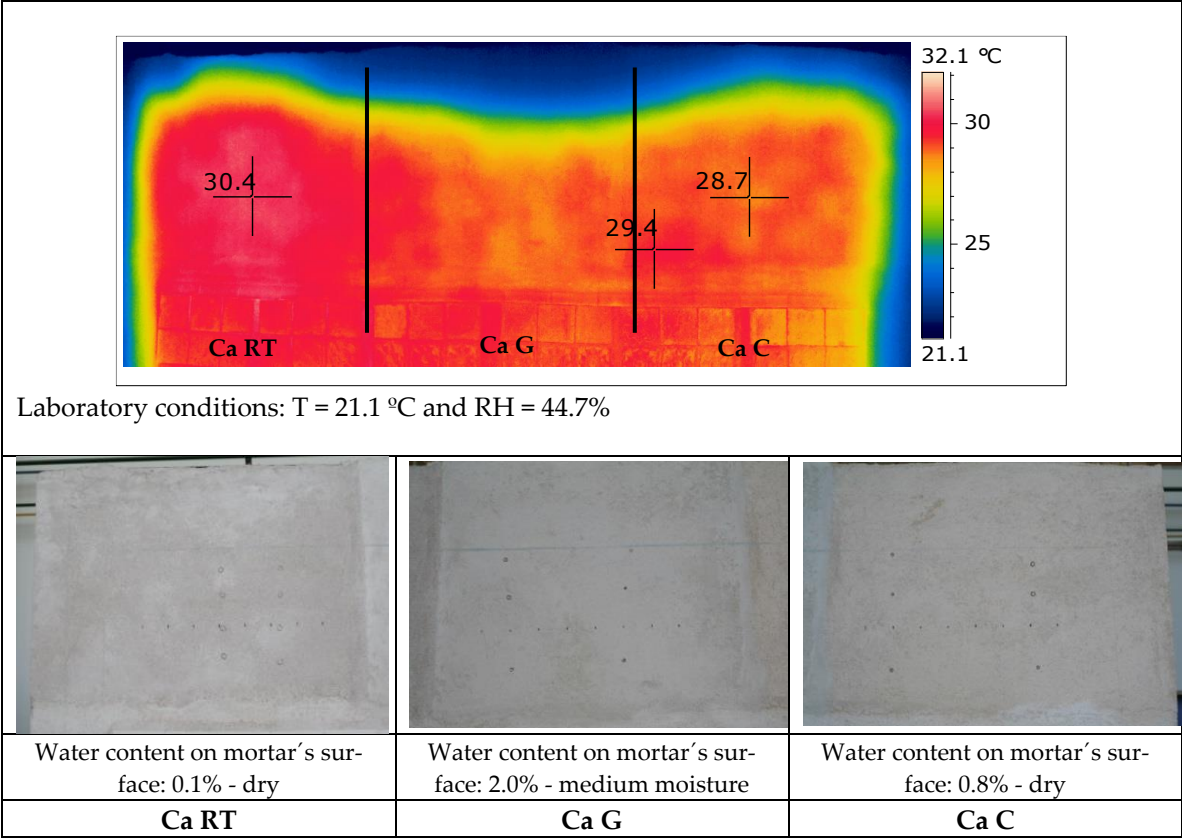 32.1 ºC
30
30.4
28.7
29.4
25
Ca RT
Ca G
Ca C
21.1
Laboratory conditions: T = 21.1 ºC and RH = 44.7%
Water content on mortar´s sur-
face: 0.1% - dry
Water content on mortar´s sur-
face: 2.0% - medium moisture
Water content on mortar´s sur-
face: 0.8% - dry
Ca RT
Ca G
Ca C